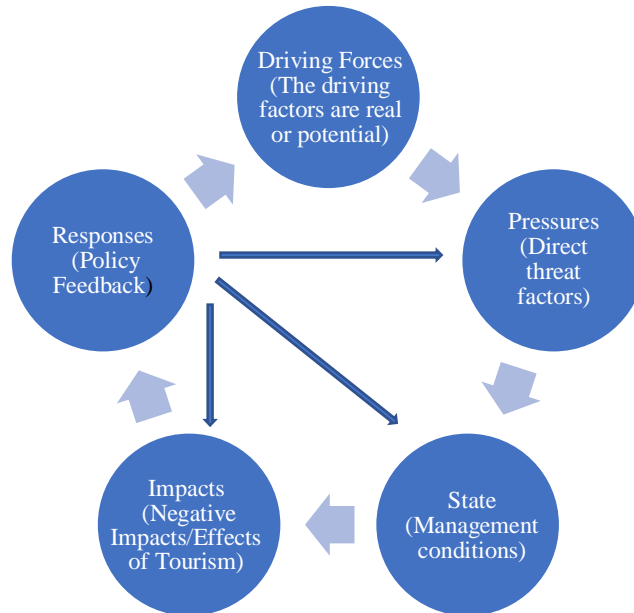 Driving Forces
(The driving
factors are real
or potential)
Pressures
(Direct
threat
factors)
State
(Management
conditions)
Impacts
(Negative
Impacts/Effects
of Tourism)
Responses
(Policy
Feedback)